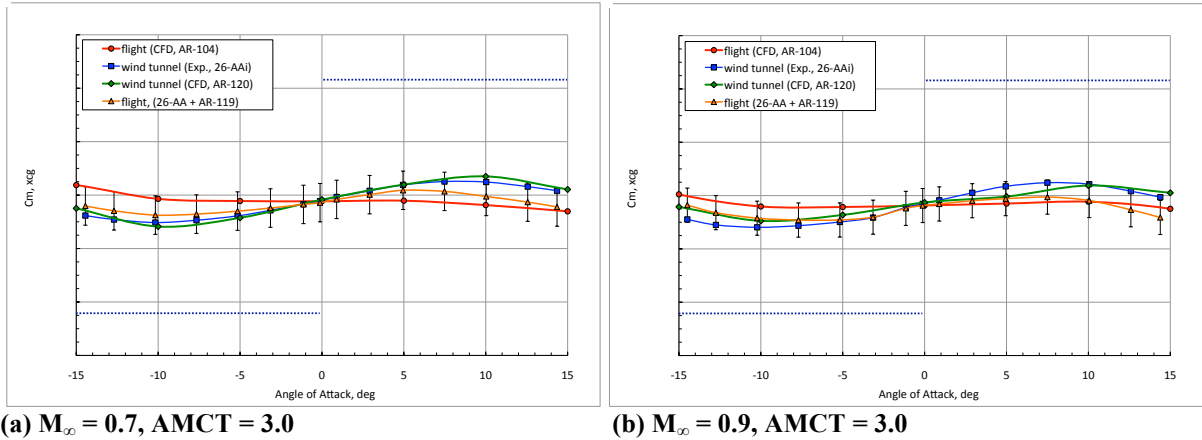 flight (CFD, AR-104)
wind tunnel (Exp., 26-AAi)
wind tunnel (CFD, AR-120)
flight, (26-AA + AR-119)
Cm, xcg
-15 -10 -5 0 5 10 15
Angle of Attack, deg
(a) M∞ = 0.7, AMCT = 3.0
flight (CFD, AR-104)
wind tunnel (Exp., 26-AAi)
wind tunnel (CFD, AR-120)
flight (26-AA + AR-119)
Cm, xcg
-15 -10 -5 0 5 10 15
Angle of Attack, deg
(b) M∞ = 0.9, AMCT = 3.0